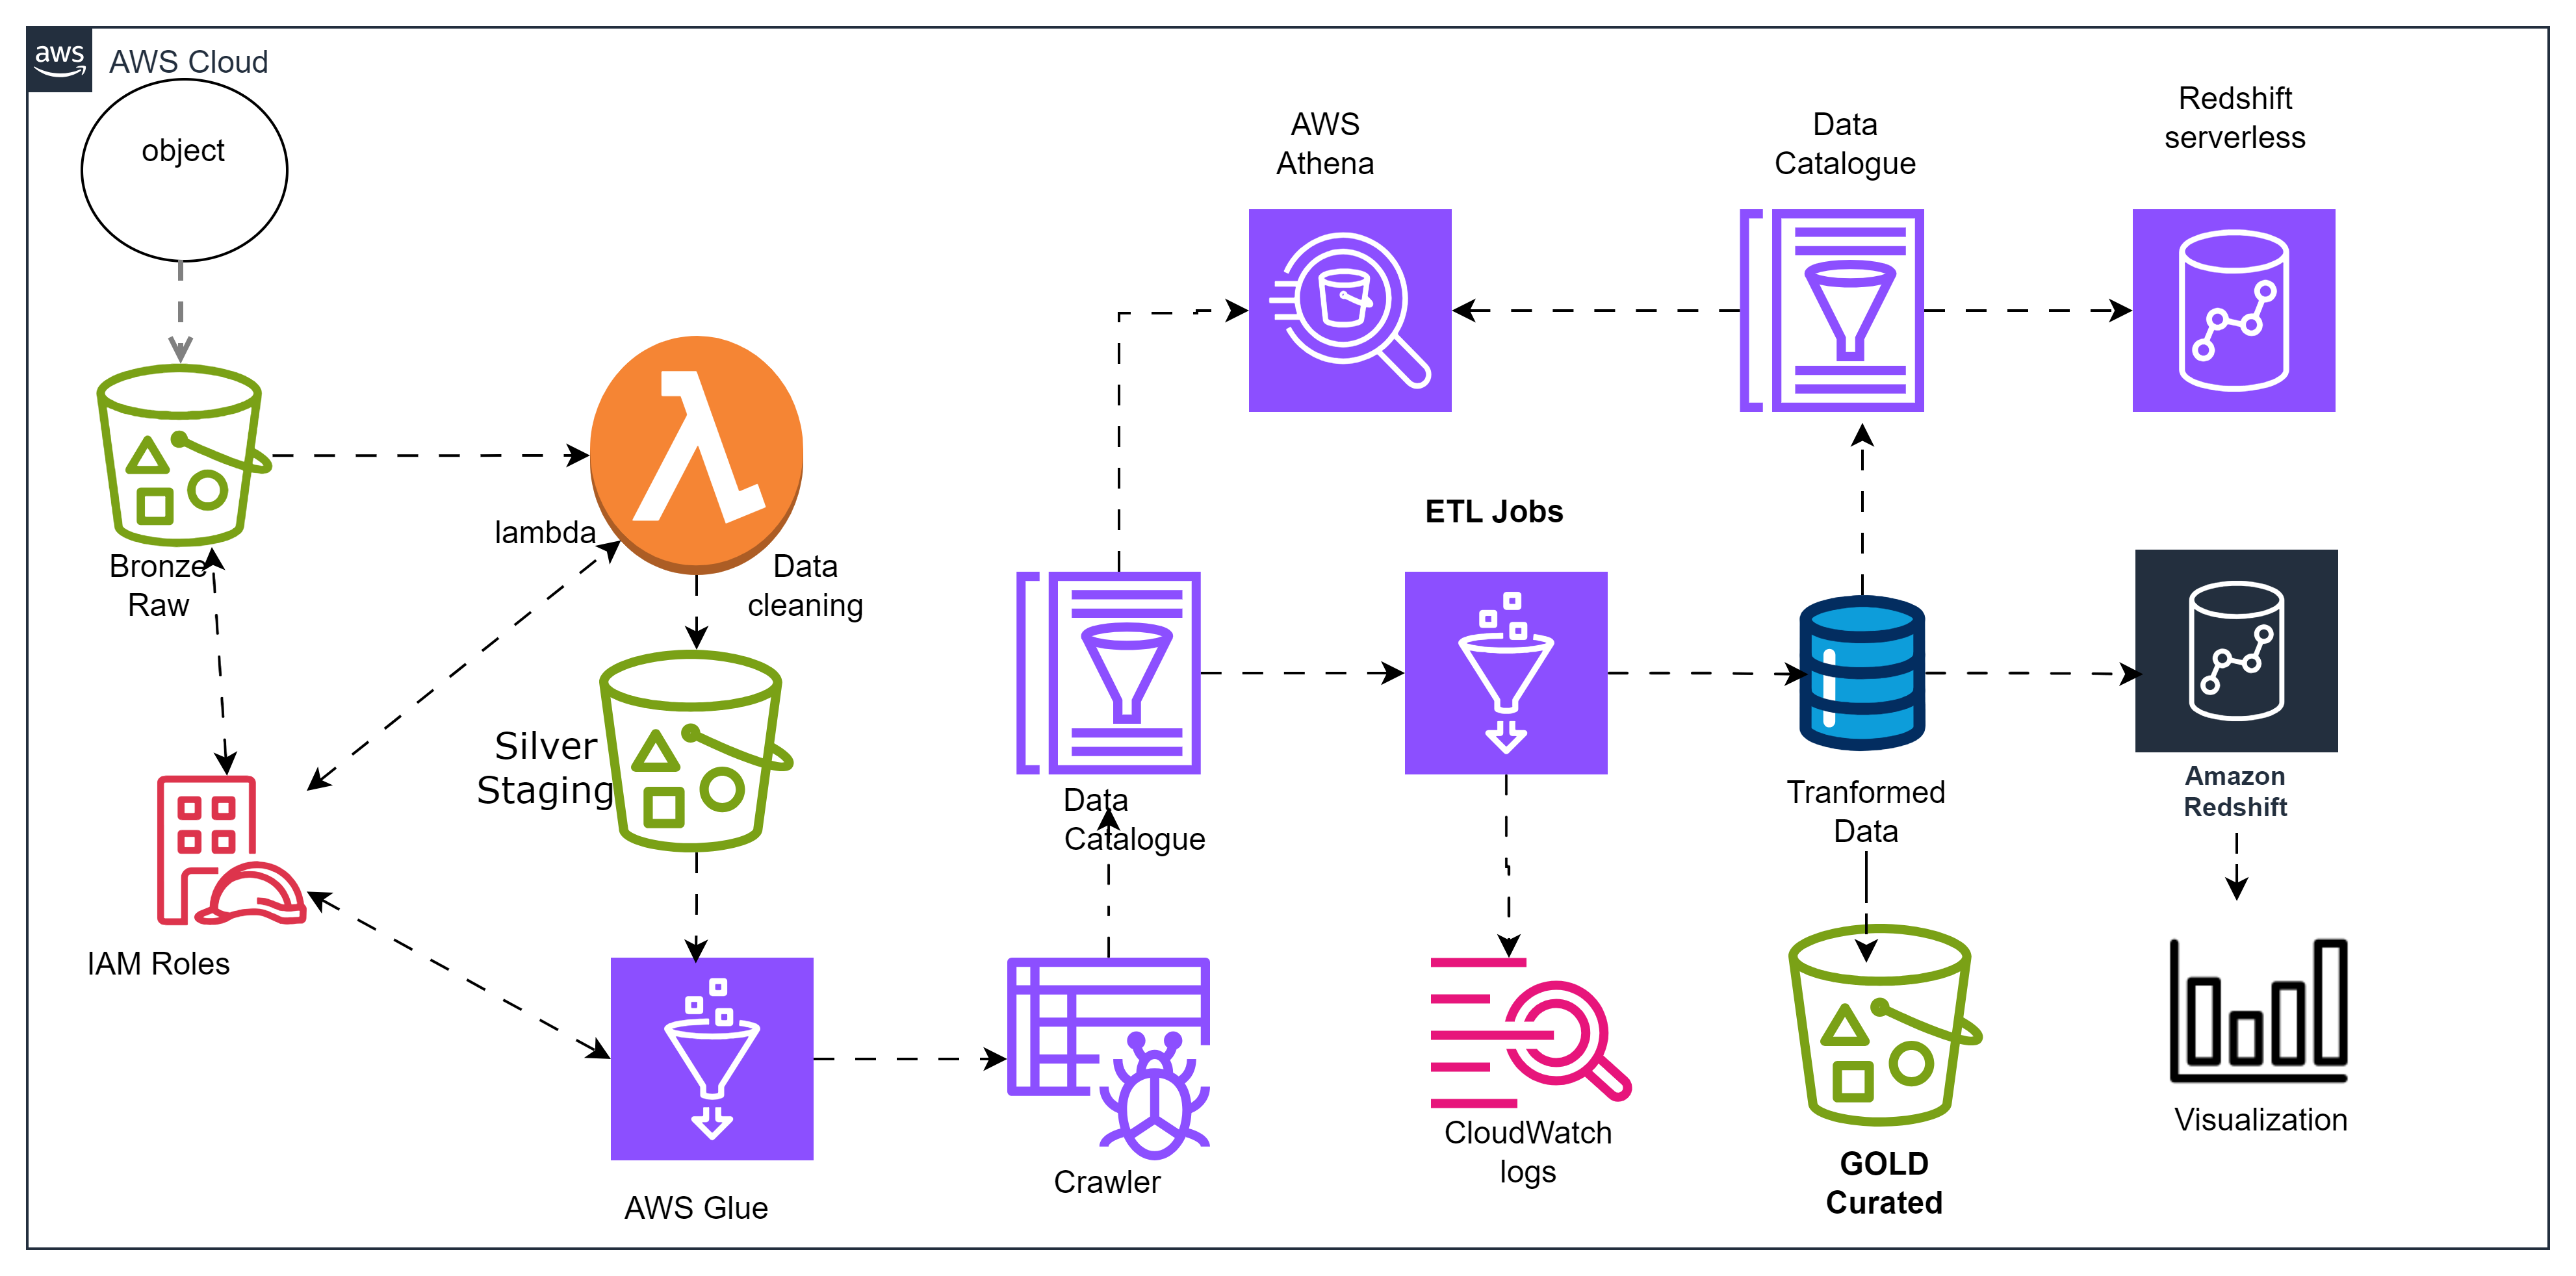 aws
AWS Cloud
object
Bronze
Raw
IAM Roles
lambda
Data
cleaning
Silver
Staging
AWS Glue
Crawler
Data
Catalogue
AWS
Athena
ETL Jobs
CloudWatch
logs
Data
Catalogue
Tranformed
Data
GOLD
Curated
Redshift
serverless
Amazon
Redshift
Visualization